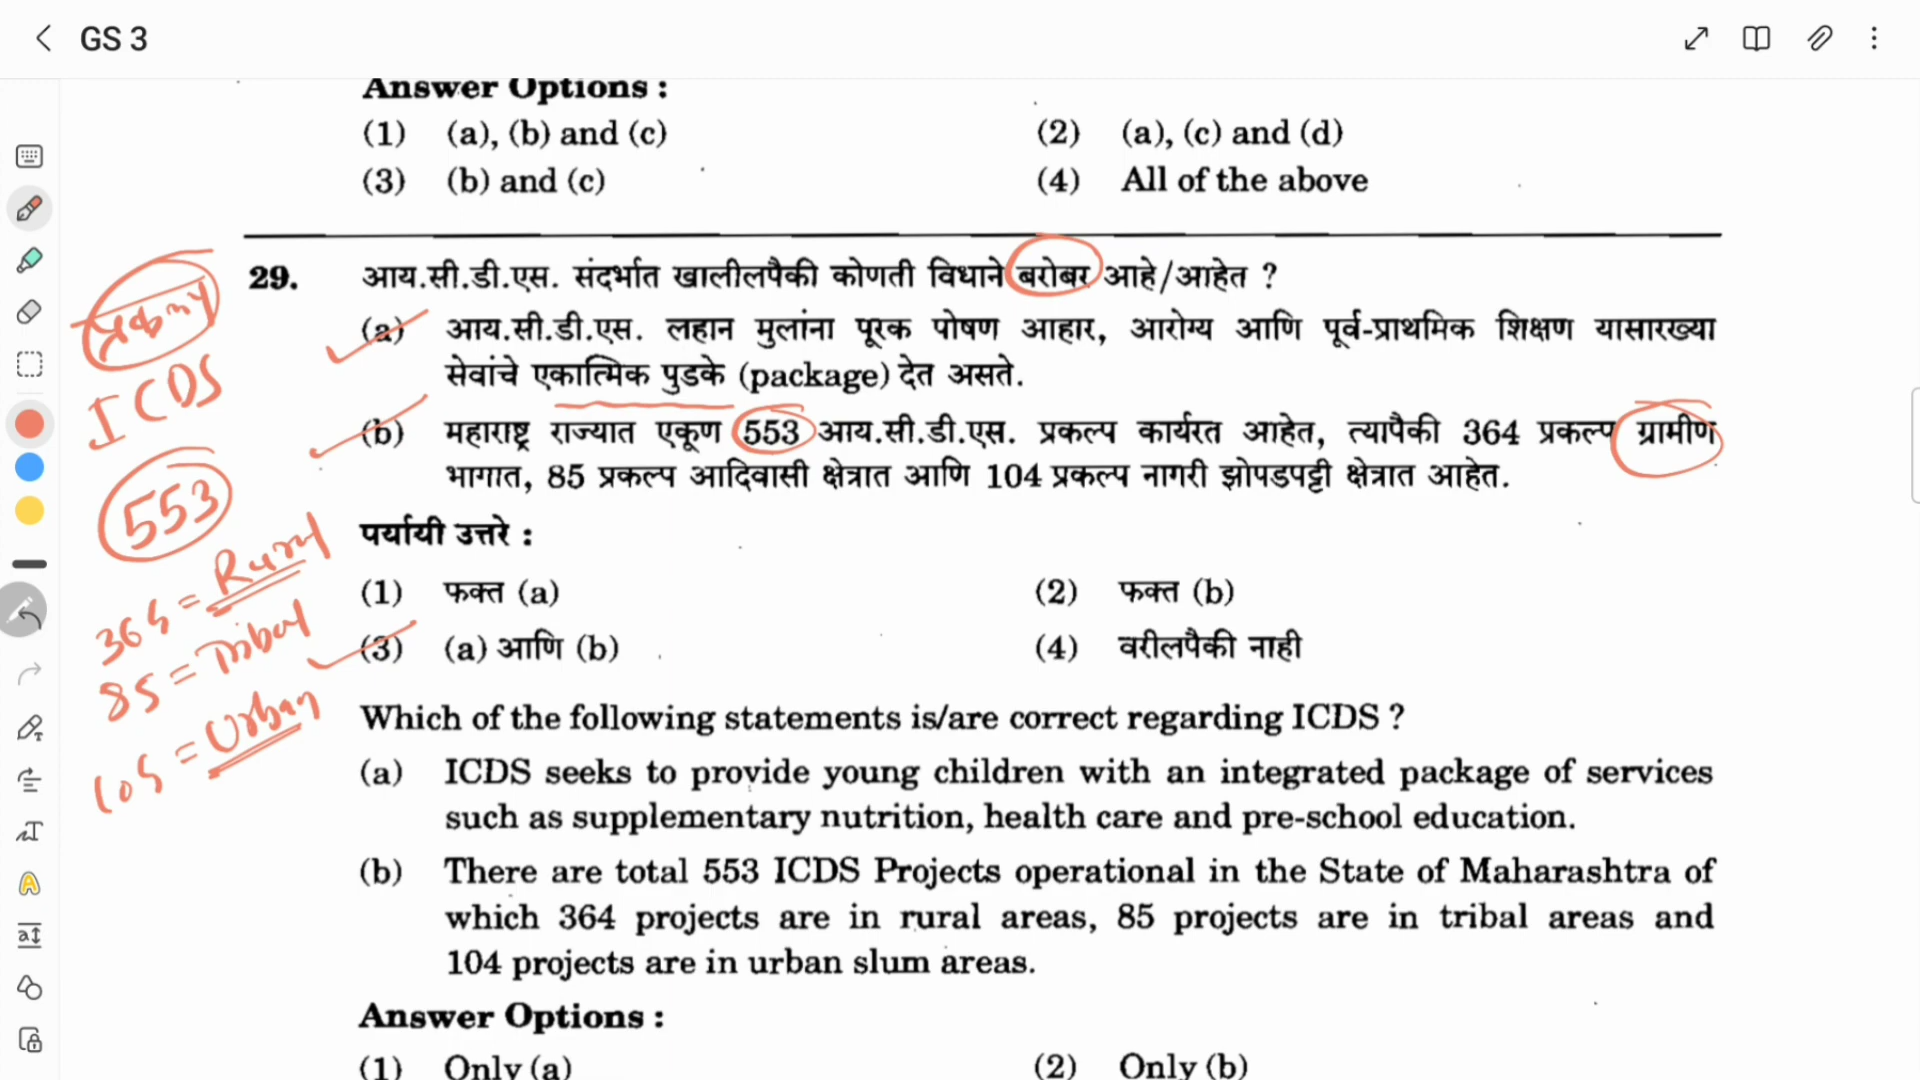 GS 3
Answer Options :
(1) (a), (b) and (c)
(2) (a), (c) and (d)
(3) (b) and (c)
(4) All of the above
29. आय.सी.डी.एस. संदर्भात खालीलपैकी कोणती विधाने बरोबर आहे/आहेत ?
(a) आय.सी.डी.एस. लहान मुलांना पूरक पोषण आहार, आरोग्य आणि पूर्व-प्राथमिक शिक्षण यासारख्या
सेवांचे एकात्मिक पुडके (package) देत असते.
(b) महाराष्ट्र राज्यात एकूण 553 आय.सी.डी.एस. प्रकल्प कार्यरत आहेत, त्यापैकी 364 प्रकल्प ग्रामीण
भागात, 85 प्रकल्प आदिवासी क्षेत्रात आणि 104 प्रकल्प नागरी झोपडपट्टी क्षेत्रात आहेत.
पर्यायी उत्तरे :
(1) फक्त (a)
(2) फक्त (b)
(3) (a) आणि (b)
(4) वरीलपैकी नाही
ICDS
553
364 = Rural
85 = Tribal
104 = Urban
Which of the following statements is/are correct regarding ICDS ?
(a) ICDS seeks to provide young children with an integrated package of services
such as supplementary nutrition, health care and pre-school education.
(b) There are total 553 ICDS Projects operational in the State of Maharashtra of
which 364 projects are in rural areas, 85 projects are in tribal areas and
104 projects are in urban slum areas.
Answer Options :
(1) Only (a)
(2) Only (b)